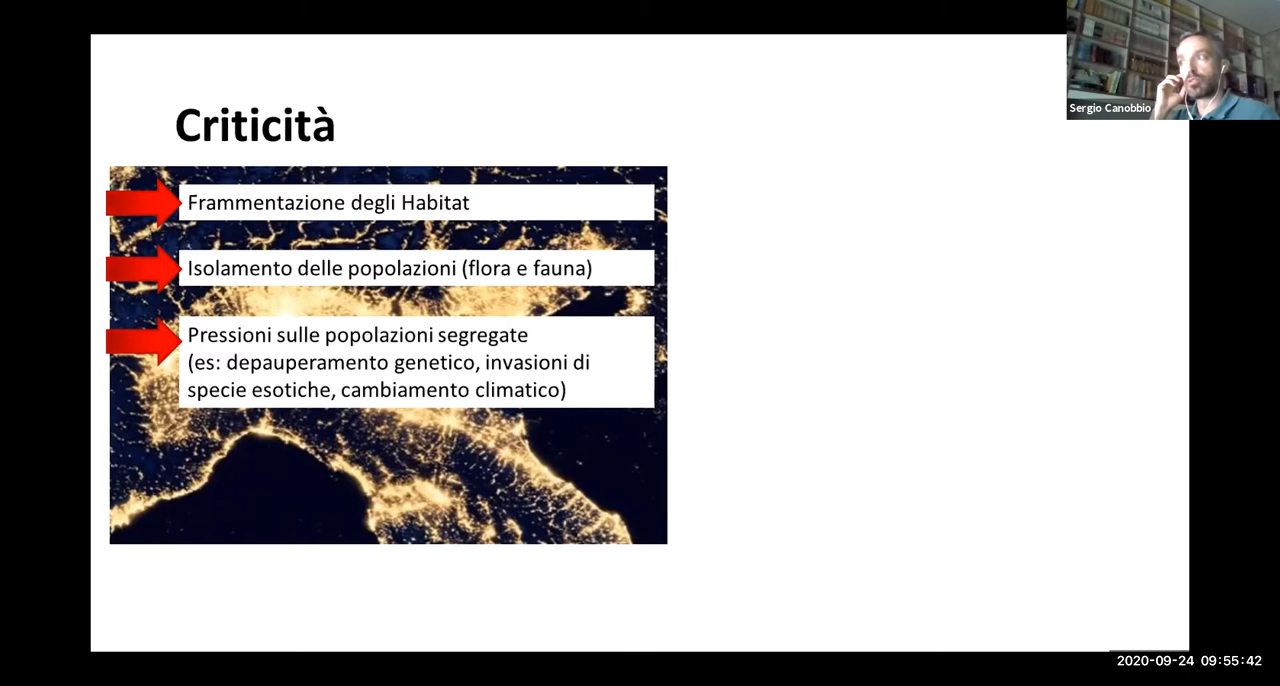 Criticità
Sergio Canobbio
Frammentazione degli Habitat
Isolamento delle popolazioni (flora e fauna)
Pressioni sulle popolazioni segregate
(es: depauperamento genetico, invasioni di
specie esotiche, cambiamento climatico)
2020-09-24 09:55:42